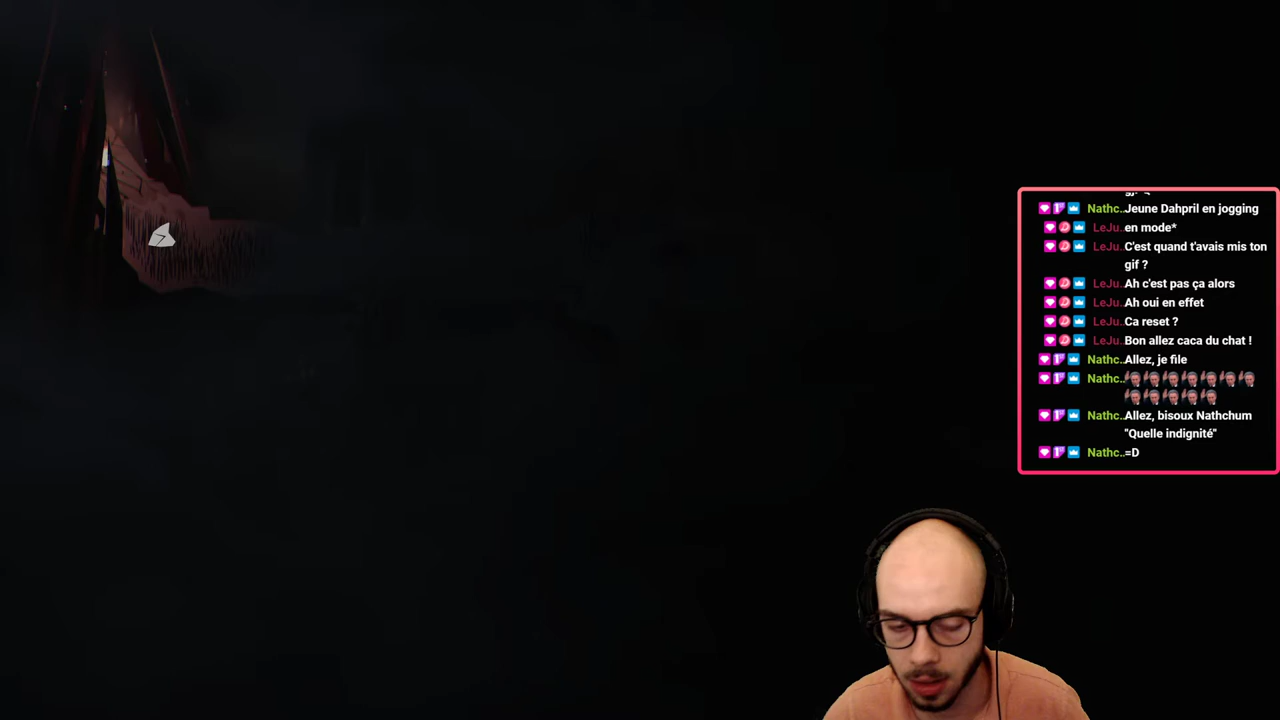 Nathc..Jeune Dahpril en jogging
LeJu..en mode*
LeJu..C'est quand t'avais mis ton
gif ?
LeJu..Ah c'est pas ça alors
LeJu..Ah oui en effet
LeJu..Ca reset ?
LeJu..Bon allez caca du chat !
Nathc..Allez, je file
Nathc..
Nathc..Allez, bisoux Nathchum
"Quelle indignité"
Nathc..=D